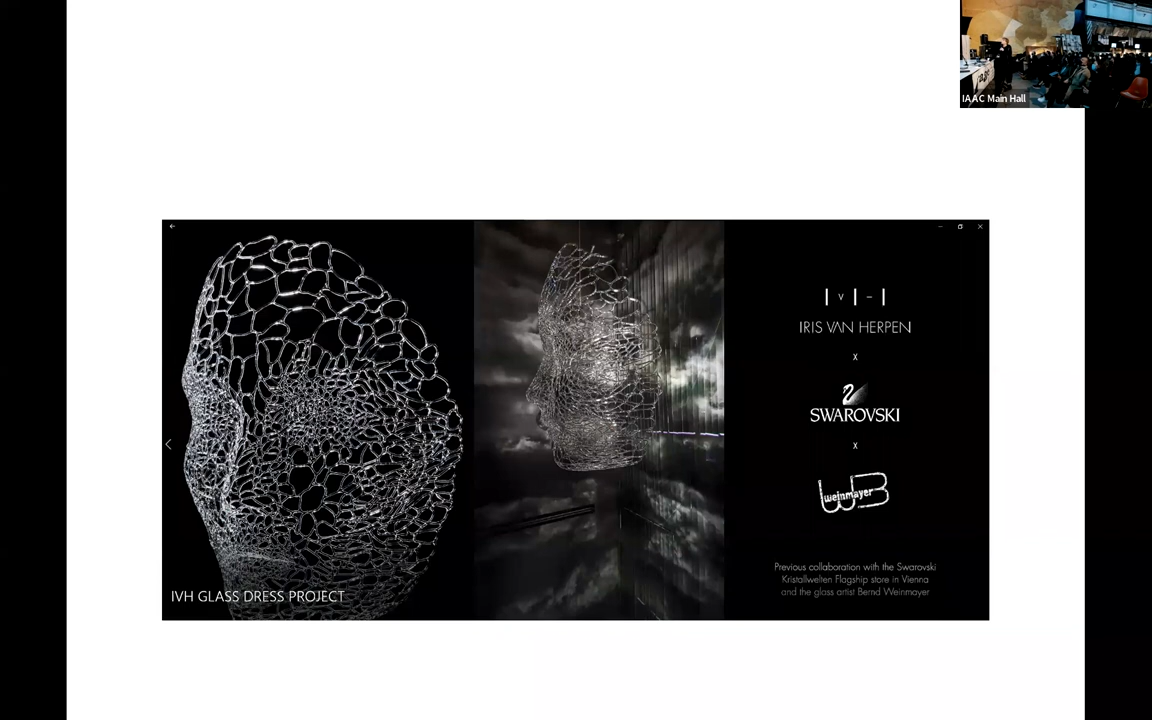 IAAC Main Hall
IRIS VAN HERPEN
X
SWAROVSKI
X
weinmayer
Previous collaboration with the Swarovski
Kristallwelten Flagship store in Vienna
and the glass artist Bernd Weinmayer
IVH GLASS DRESS PROJECT